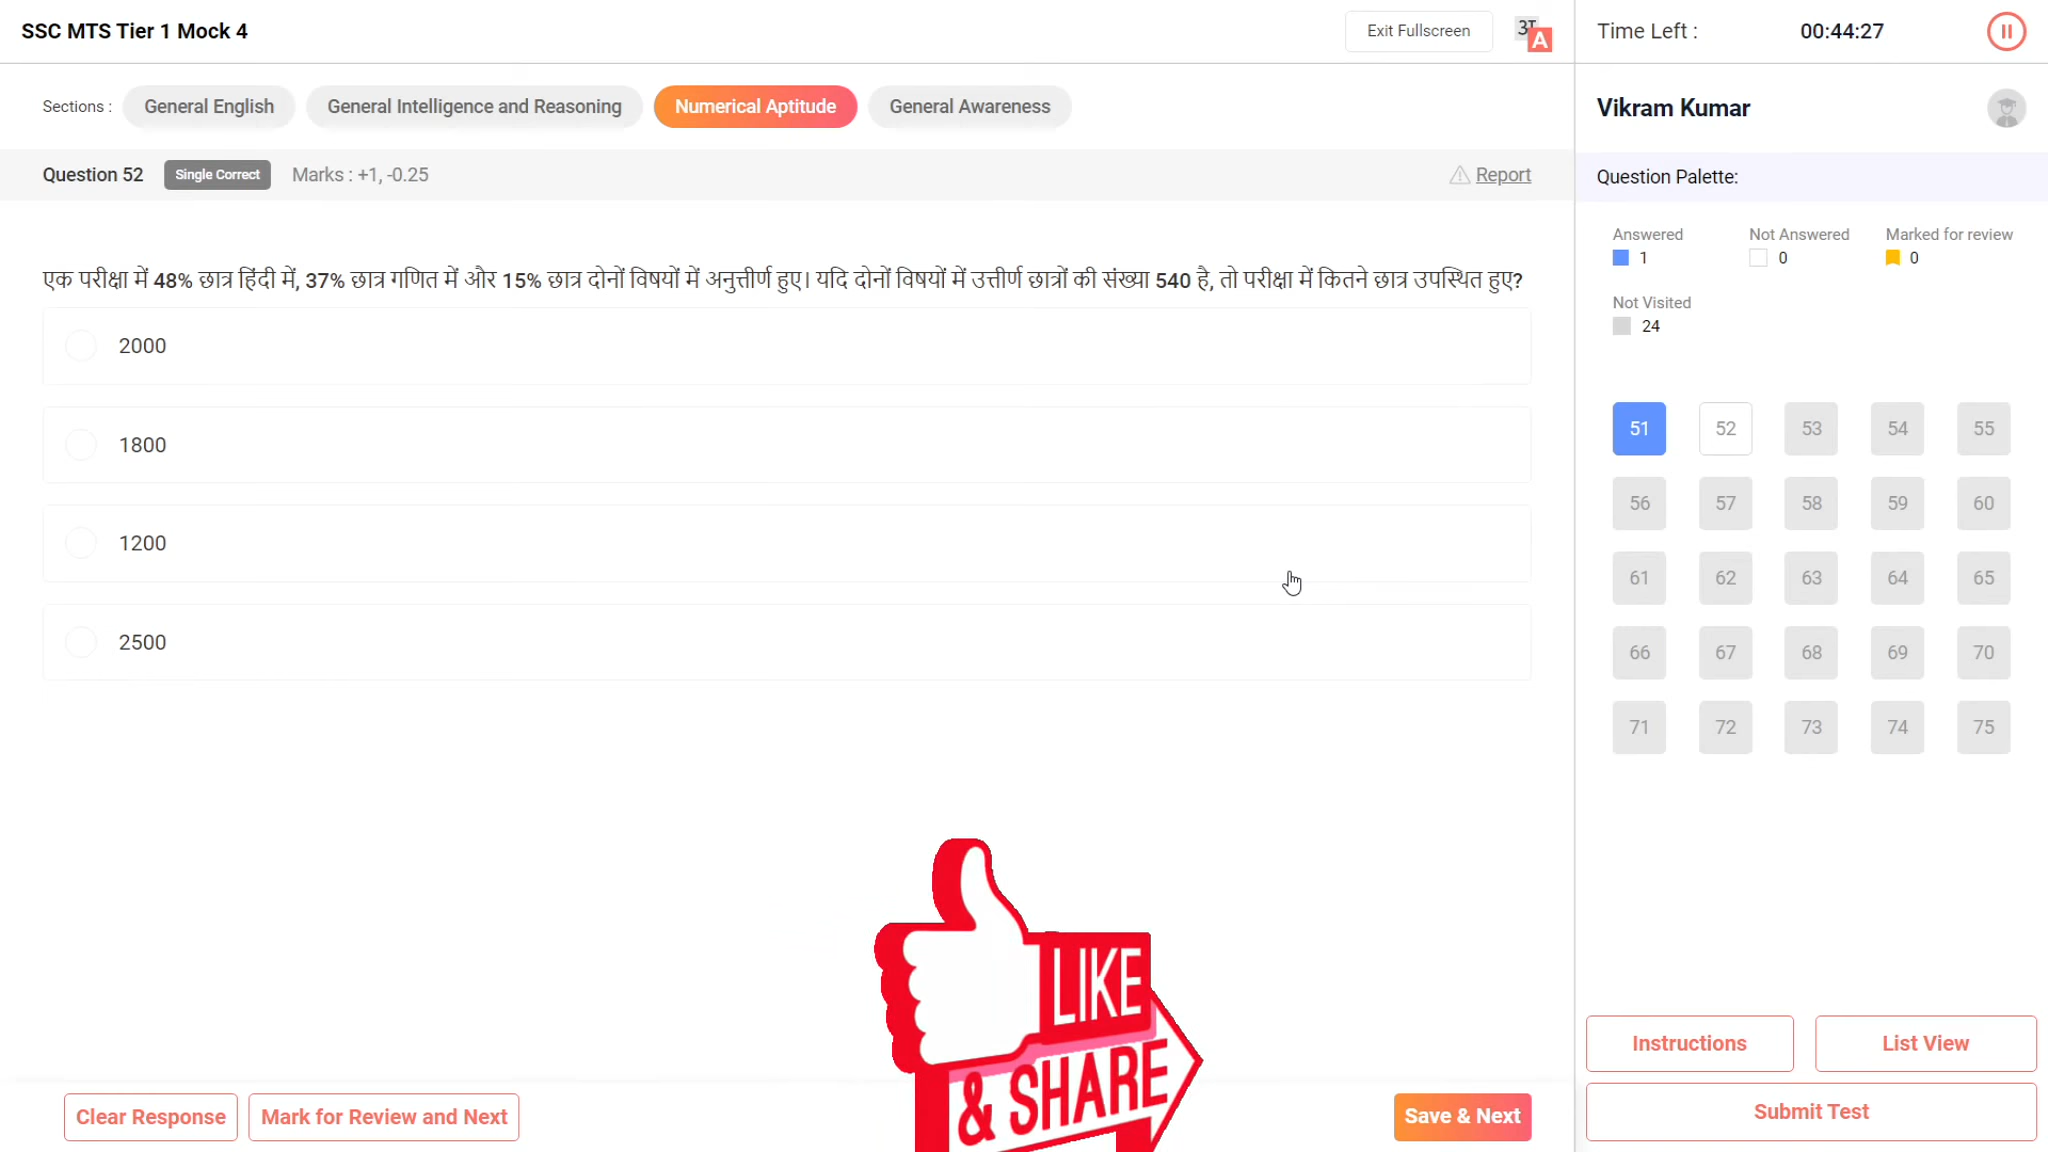 SSC MTS Tier 1 Mock 4
Exit Fullscreen
अ A
Time Left :
00:44:27
Sections :
General English
General Intelligence and Reasoning
Numerical Aptitude
General Awareness
Vikram Kumar
Question 52
Single Correct
Marks : +1, -0.25
Report
Question Palette:
Answered
1
Not Answered
0
Marked for review
0
Not Visited
24
एक परीक्षा में 48% छात्र हिंदी में, 37% छात्र गणित में और 15% छात्र दोनों विषयों में अनुत्तीर्ण हुए। यदि दोनों विषयों में उत्तीर्ण छात्रों की संख्या 540 है, तो परीक्षा में कितने छात्र उपस्थित हुए?
2000
1800
1200
2500
51 52 53 54 55
56 57 58 59 60
61 62 63 64 65
66 67 68 69 70
71 72 73 74 75
LIKE
& SHARE
Instructions
List View
Clear Response
Mark for Review and Next
Save & Next
Submit Test